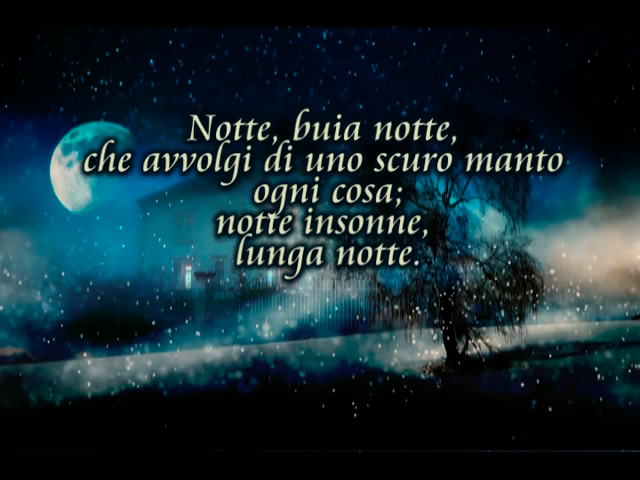 Notte, buia notte,
che avvolgi di uno scuro manto
ogni cosa;
notte insonne,
lunga notte.